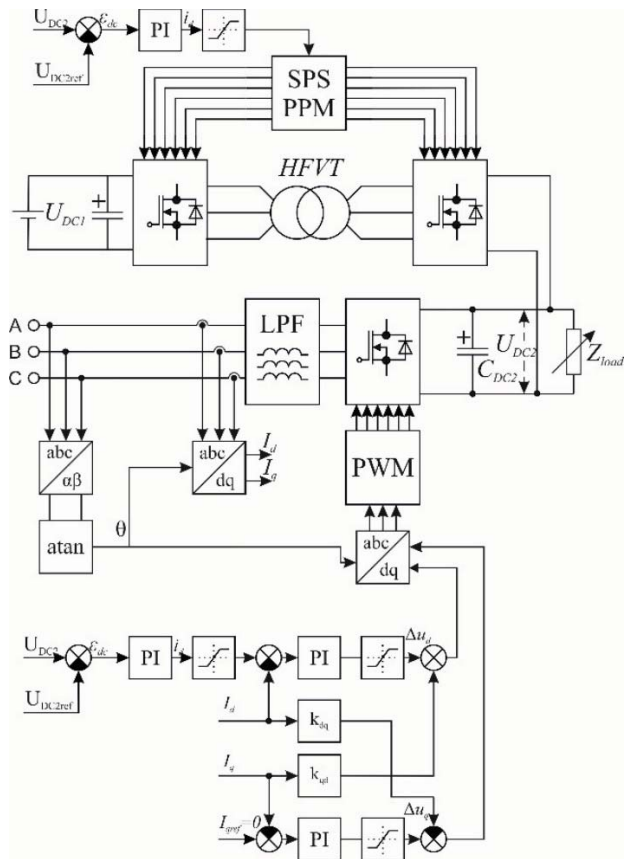 U_DC2
ε_dc
PI
i_d
U_DC2ref
SPS
PPM
HFVT
U_DC1
A
B
C
LPF
U_DC2
C_DC2
Z_load
abc
αβ
abc
dq
I_d
I_q
PWM
θ
atan
abc
dq
U_DC2
ε_dc
PI
i_d
PI
Δu_d
U_DC2ref
I_d
k_dq
I_q
k_qd
I_qref=0
PI
Δu_q